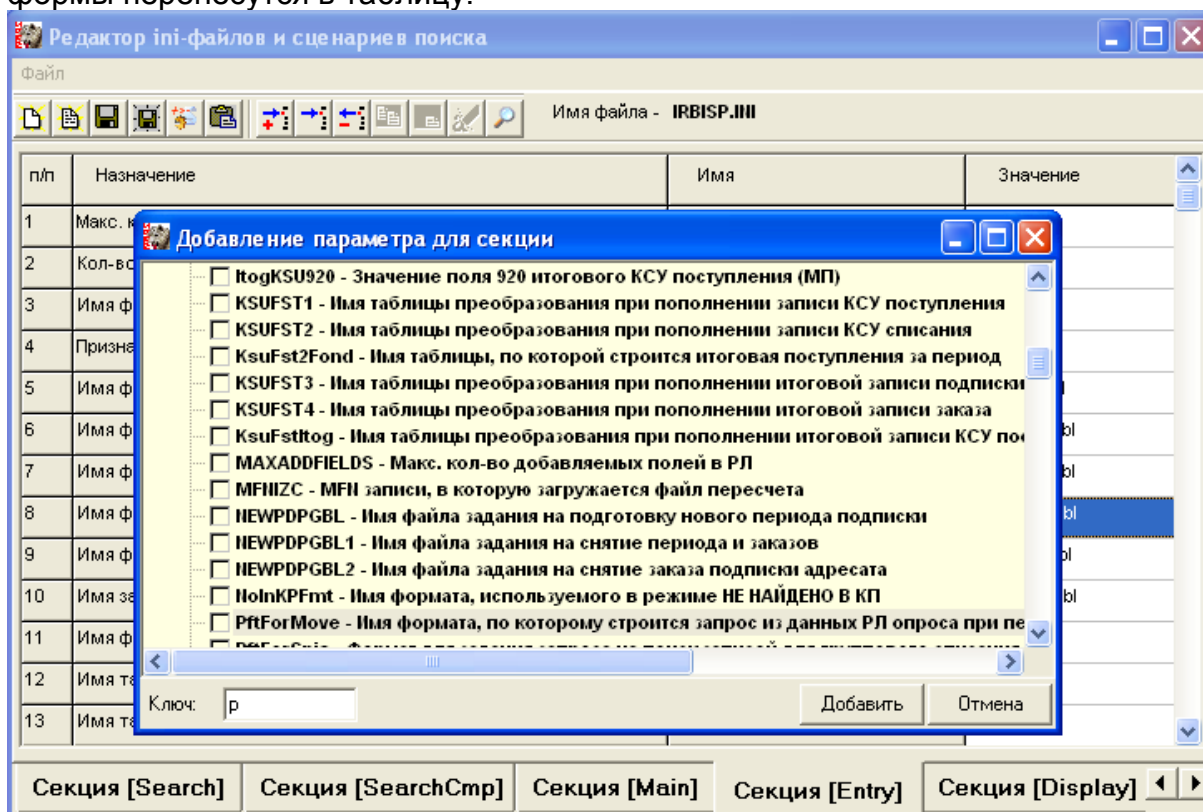 формы перенесутся в таблицу.
Редактор ini-файлов и сценариев поиска
Файл
Имя файла - IRBISP.INI
п/п Назначение Имя Значение
1 Макс.
2 Кол-во
3 Имя
4
5 Имя
6 Имя bl
7 Имя bl
8 Имя bl
9 Имя bl
10 Имя bl
11 Имя
12 Имя
13 Имя
Добавление параметра для секции
ItogKSU920 - Значение поля 920 итогового КСУ поступления (МП)
KSUFST1 - Имя таблицы преобразования при пополнении записи КСУ поступления
KSUFST2 - Имя таблицы преобразования при пополнении записи КСУ списания
KsuFst2Fond - Имя таблицы, по которой строится итоговая поступления за период
KSUFST3 - Имя таблицы преобразования при пополнении итоговой записи подписки
KSUFST4 - Имя таблицы преобразования при пополнении итоговой записи заказа
KsuFstItog - Имя таблицы преобразования при пополнении итоговой записи КСУ
MAXADDFIELDS - Макс. кол-во добавляемых полей в РЛ
MFNIZC - MFN записи, в которую загружается файл пересчета
NEWPDPGBL - Имя файла задания на подготовку нового периода подписки
NEWPDPGBL1 - Имя файла задания на снятие периода и заказов
NEWPDPGBL2 - Имя файла задания на снятие заказа подписки адресата
NoInKPFmt - Имя формата, используемого в режиме НЕ НАЙДЕНО В КП
PftForMove - Имя формата, по которому строится запрос из данных РЛ опроса при пе
Ключ: p Добавить Отмена
Секция [Search] Секция [SearchCmp] Секция [Main] Секция [Entry] Секция [Display]